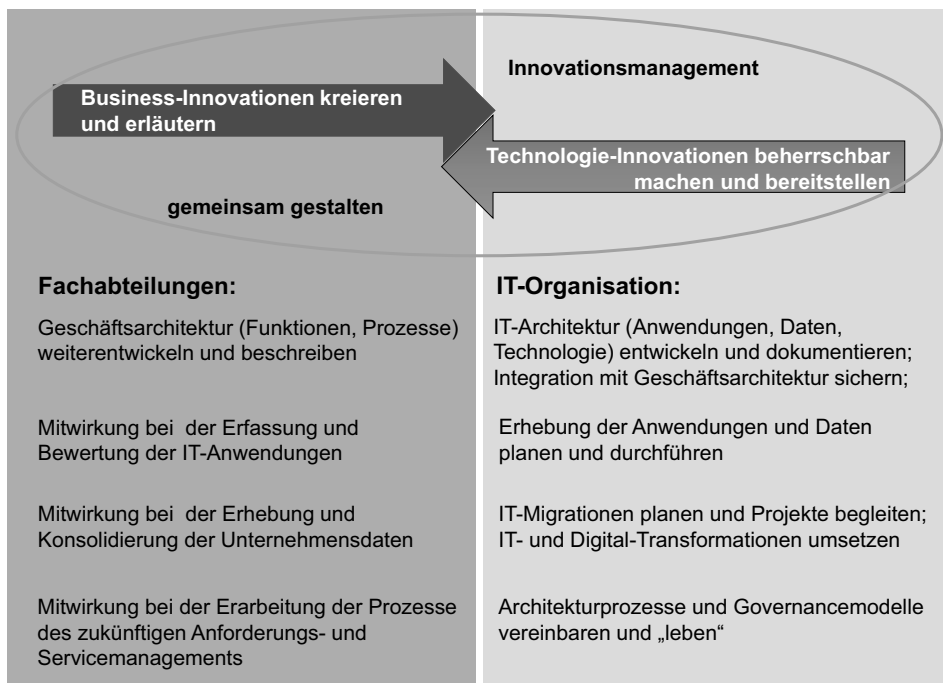 Innovationsmanagement
Business-Innovationen kreieren
und erläutern
Technologie-Innovationen beherrschbar
machen und bereitstellen
gemeinsam gestalten
Fachabteilungen:
Geschäftsarchitektur (Funktionen, Prozesse)
weiterentwickeln und beschreiben
Mitwirkung bei der Erfassung und
Bewertung der IT-Anwendungen
Mitwirkung bei der Erhebung und
Konsolidierung der Unternehmensdaten
Mitwirkung bei der Erarbeitung der Prozesse
des zukünftigen Anforderungs- und
Servicemanagements
IT-Organisation:
IT-Architektur (Anwendungen, Daten,
Technologie) entwickeln und dokumentieren;
Integration mit Geschäftsarchitektur sichern;
Erhebung der Anwendungen und Daten
planen und durchführen
IT-Migrationen planen und Projekte begleiten;
IT- und Digital-Transformationen umsetzen
Architekturprozesse und Governancemodelle
vereinbaren und „leben“